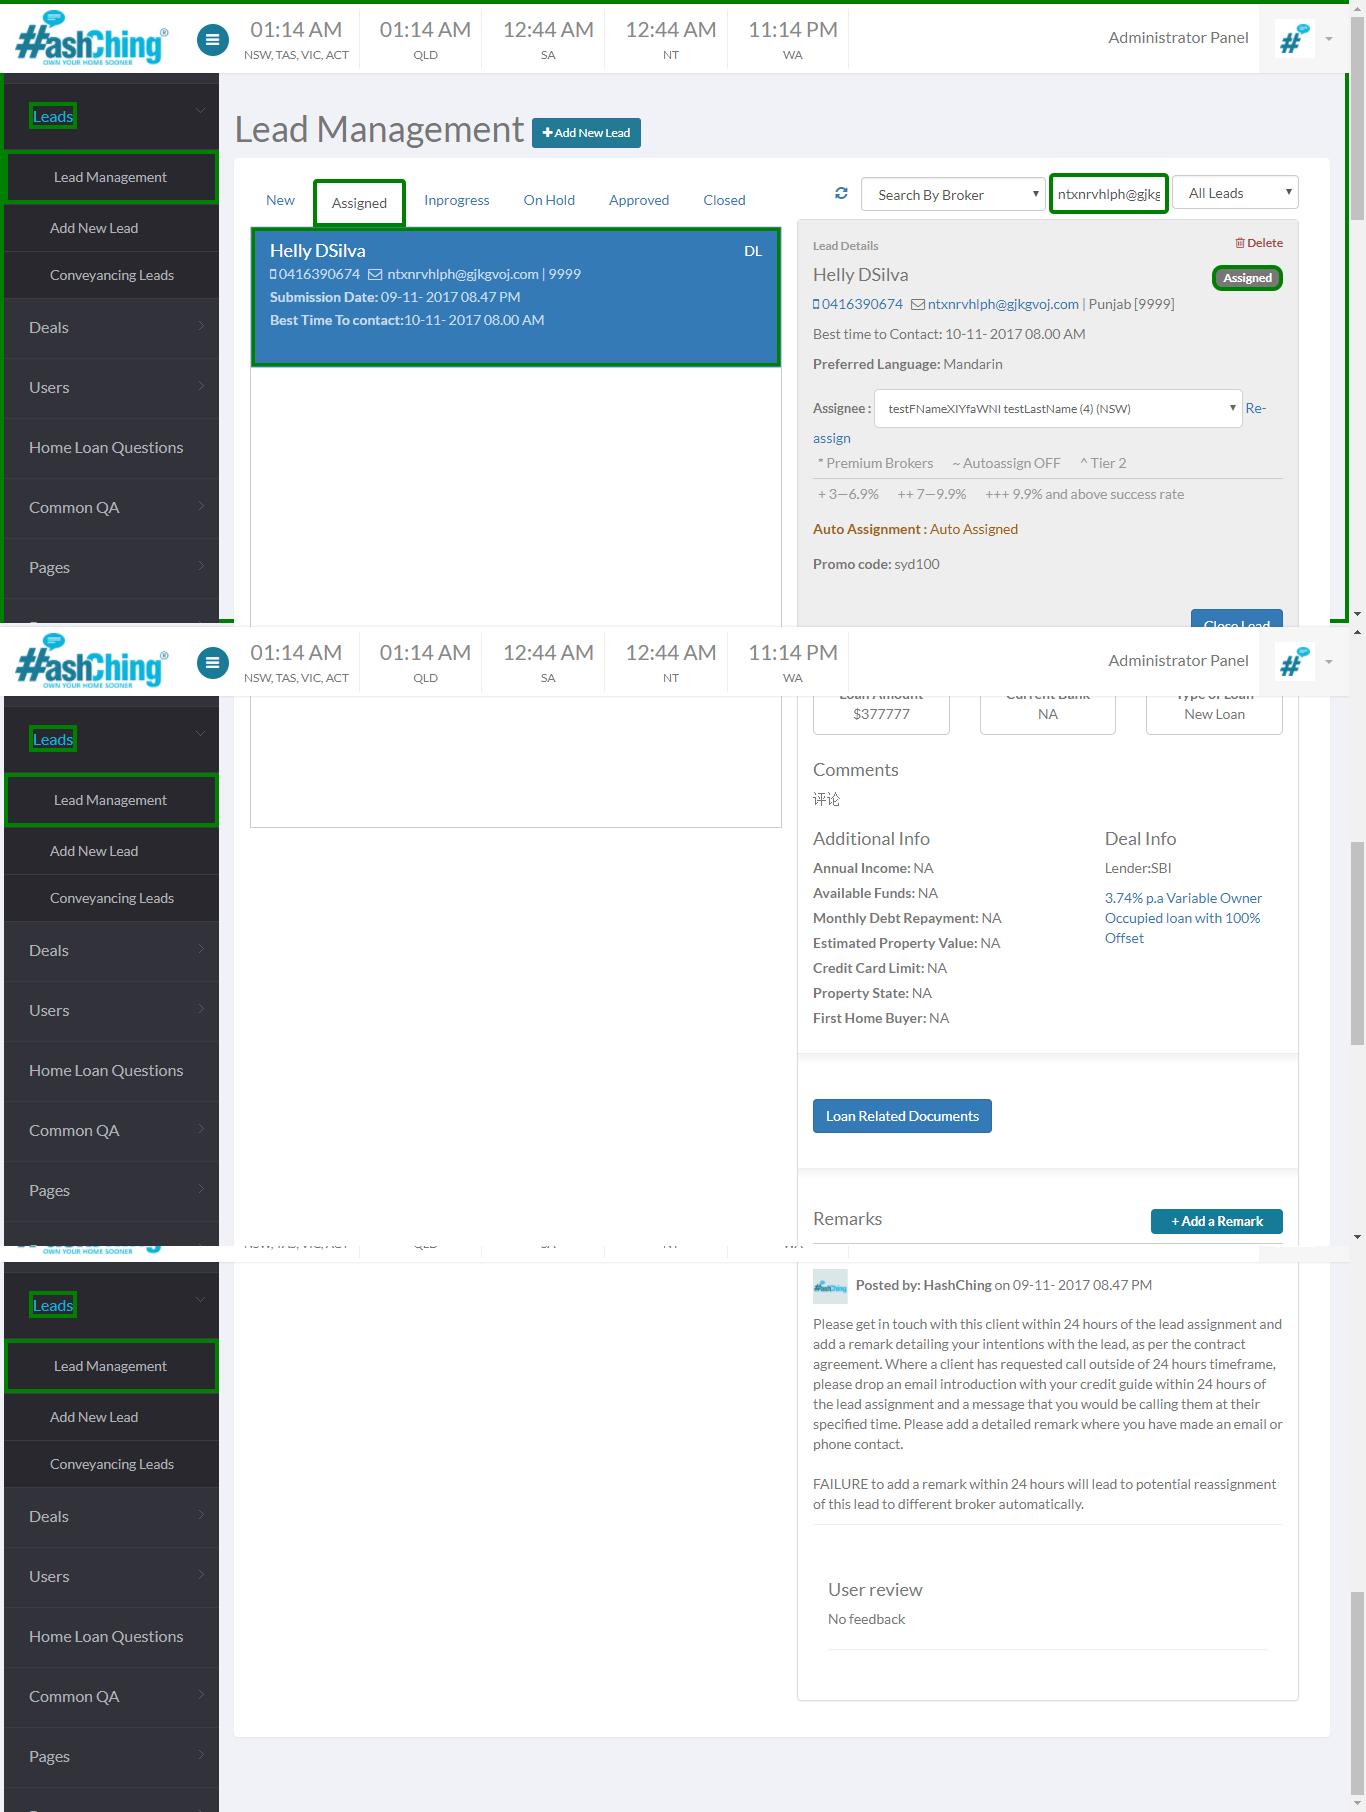 #ashChing®
OWN YOUR HOME SOONER
01:14 AM
NSW, TAS, VIC, ACT
01:14 AM
QLD
12:44 AM
SA
12:44 AM
NT
11:14 PM
WA
Administrator Panel
Leads
Lead Management
Add New Lead
Conveyancing Leads
Deals
Users
Home Loan Questions
Common QA
Pages
Lead Management
+ Add New Lead
New
Assigned
Inprogress
On Hold
Approved
Closed
Search By Broker
ntxnrvhlph@gjkg
All Leads
Helly DSilva
DL
0416390674 ntxnrvhlph@gjkgvoj.com | 9999
Submission Date: 09-11- 2017 08.47 PM
Best Time To contact:10-11- 2017 08.00 AM
Lead Details
Delete
Helly DSilva
Assigned
0416390674 ntxnrvhlph@gjkgvoj.com | Punjab [9999]
Best time to Contact: 10-11- 2017 08.00 AM
Preferred Language: Mandarin
Assignee : testFNameXIYfaWNI testLastName (4) (NSW) Re-
assign
* Premium Brokers ~ Autoassign OFF ^ Tier 2
+ 3—6.9% ++ 7—9.9% +++ 9.9% and above success rate
Auto Assignment : Auto Assigned
Promo code: syd100
Close Lead
#ashChing®
OWN YOUR HOME SOONER
01:14 AM
NSW, TAS, VIC, ACT
01:14 AM
QLD
12:44 AM
SA
12:44 AM
NT
11:14 PM
WA
Administrator Panel
Leads
Lead Management
Add New Lead
Conveyancing Leads
Deals
Users
Home Loan Questions
Common QA
Pages
Loan Amount
$377777
Current Bank
NA
Type of Loan
New Loan
Comments
评论
Additional Info
Annual Income: NA
Available Funds: NA
Monthly Debt Repayment: NA
Estimated Property Value: NA
Credit Card Limit: NA
Property State: NA
First Home Buyer: NA
Deal Info
Lender:SBI
3.74% p.a Variable Owner
Occupied loan with 100%
Offset
Loan Related Documents
Remarks
+ Add a Remark
OWN YOUR HOME SOONER
NSW, TAS, VIC, ACT
QLD
SA
NT
WA
Leads
Lead Management
Add New Lead
Conveyancing Leads
Deals
Users
Home Loan Questions
Common QA
Pages
#ashChing
Posted by: HashChing on 09-11- 2017 08.47 PM
Please get in touch with this client within 24 hours of the lead assignment and
add a remark detailing your intentions with the lead, as per the contract
agreement. Where a client has requested call outside of 24 hours timeframe,
please drop an email introduction with your credit guide within 24 hours of
the lead assignment and a message that you would be calling them at their
specified time. Please add a detailed remark where you have made an email or
phone contact.
FAILURE to add a remark within 24 hours will lead to potential reassignment
of this lead to different broker automatically.
User review
No feedback